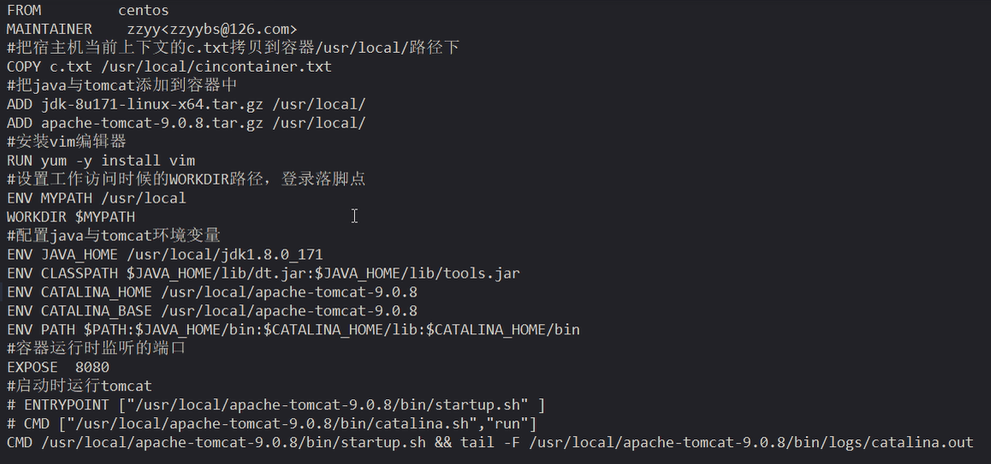 FROM         centos
MAINTAINER    zzyy<zzyybs@126.com>
#把宿主机当前上下文的c.txt拷贝到容器/usr/local/路径下
COPY c.txt /usr/local/cincontainer.txt
#把java与tomcat添加到容器中
ADD jdk-8u171-linux-x64.tar.gz /usr/local/
ADD apache-tomcat-9.0.8.tar.gz /usr/local/
#安装vim编辑器
RUN yum -y install vim
#设置工作访问时候的WORKDIR路径，登录落脚点
ENV MYPATH /usr/local
WORKDIR $MYPATH
#配置java与tomcat环境变量
ENV JAVA_HOME /usr/local/jdk1.8.0_171
ENV CLASSPATH $JAVA_HOME/lib/dt.jar:$JAVA_HOME/lib/tools.jar
ENV CATALINA_HOME /usr/local/apache-tomcat-9.0.8
ENV CATALINA_BASE /usr/local/apache-tomcat-9.0.8
ENV PATH $PATH:$JAVA_HOME/bin:$CATALINA_HOME/lib:$CATALINA_HOME/bin
#容器运行时监听的端口
EXPOSE  8080
#启动时运行tomcat
# ENTRYPOINT ["/usr/local/apache-tomcat-9.0.8/bin/startup.sh" ]
# CMD ["/usr/local/apache-tomcat-9.0.8/bin/catalina.sh","run"]
CMD /usr/local/apache-tomcat-9.0.8/bin/startup.sh && tail -F /usr/local/apache-tomcat-9.0.8/bin/logs/catalina.out